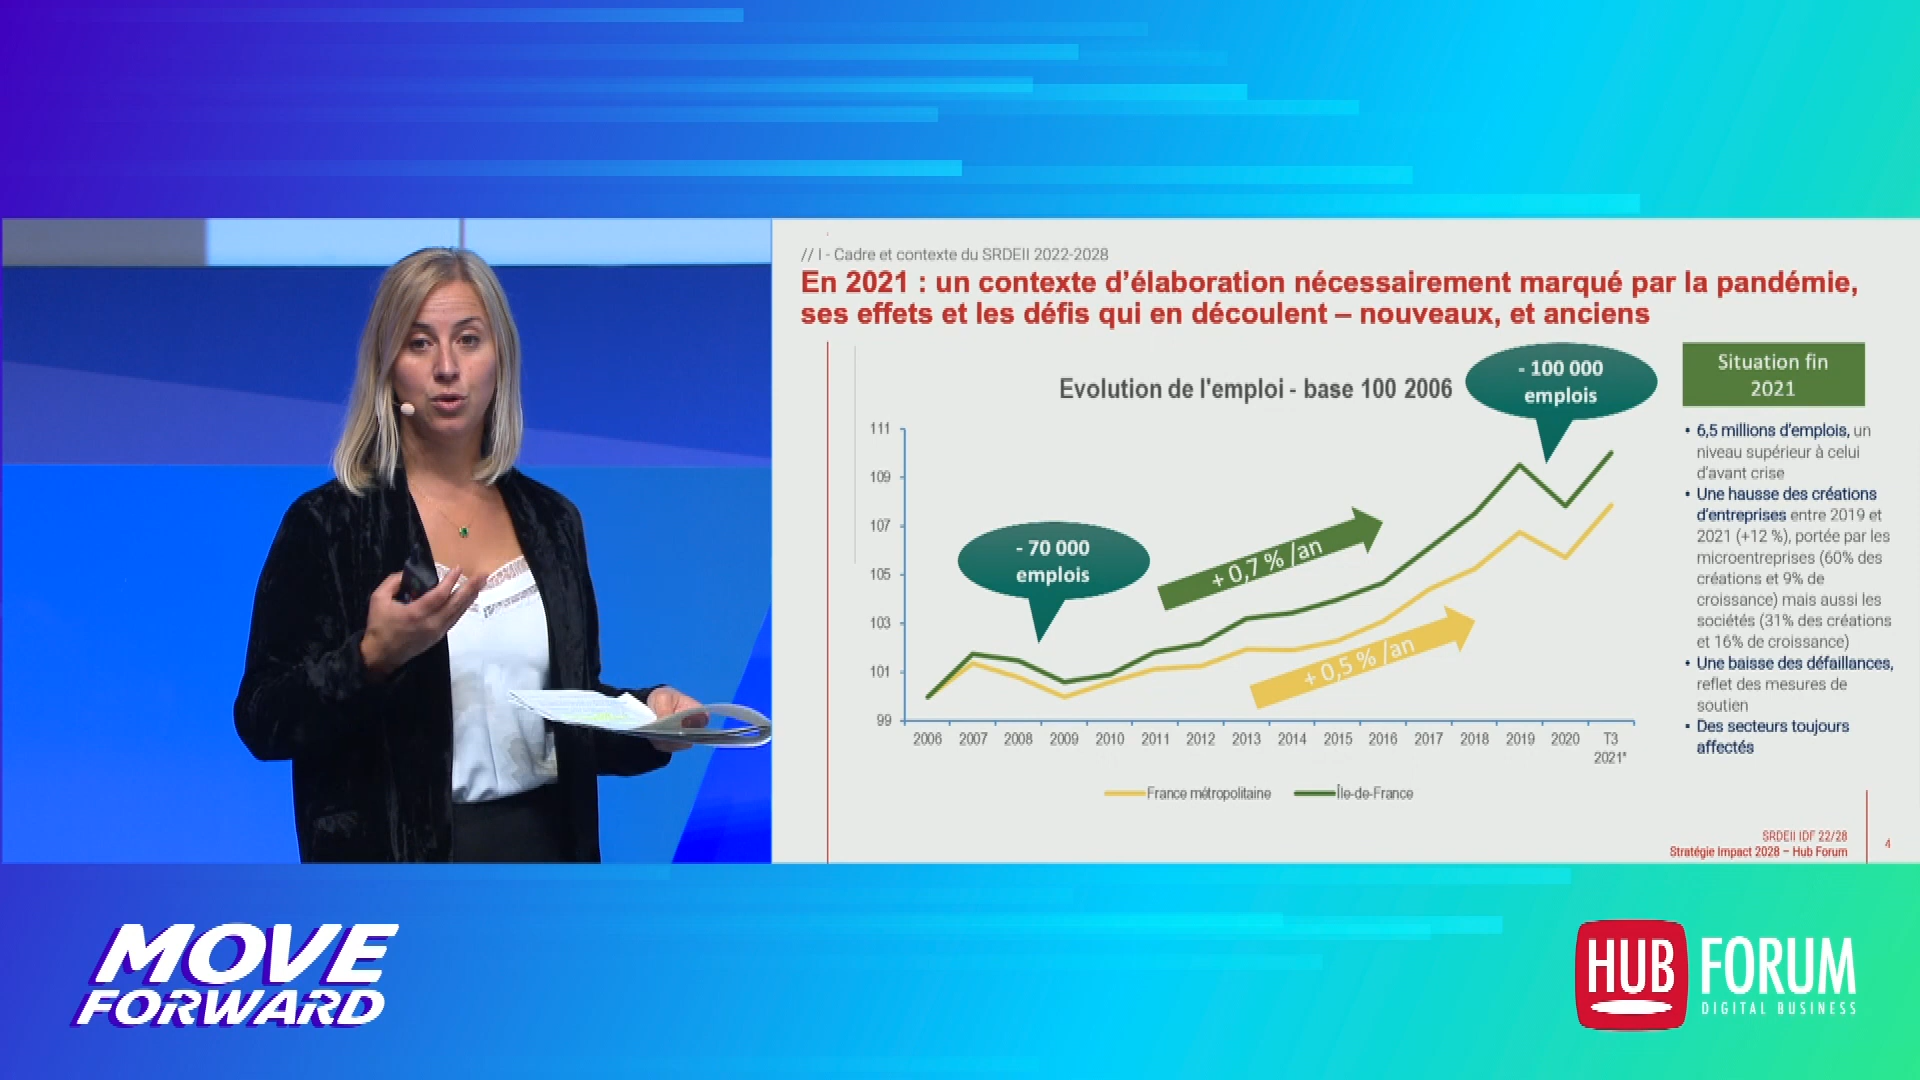 // I - Cadre et contexte du SRDEII 2022-2028
En 2021 : un contexte d’élaboration nécessairement marqué par la pandémie,
ses effets et les défis qui en découlent – nouveaux, et anciens
Evolution de l'emploi - base 100 2006
- 100 000
emplois
Situation fin
2021
• 6,5 millions d’emplois, un
niveau supérieur à celui
d’avant crise
• Une hausse des créations
d’entreprises entre 2019 et
2021 (+12 %), portée par les
microentreprises (60% des
créations et 9% de
croissance) mais aussi les
sociétés (31% des créations
et 16% de croissance)
• Une baisse des défaillances,
reflet des mesures de
soutien
• Des secteurs toujours
affectés
- 70 000
emplois
+ 0,7 % /an
+ 0,5 % /an
111
109
107
105
103
101
99
2006 2007 2008 2009 2010 2011 2012 2013 2014 2015 2016 2017 2018 2019 2020 T3
2021*
France métropolitaine Île-de-France
SRDEII IDF 22/28
Stratégie Impact 2028 – Hub Forum
4
MOVE
FORWARD
HUB FORUM
DIGITAL BUSINESS